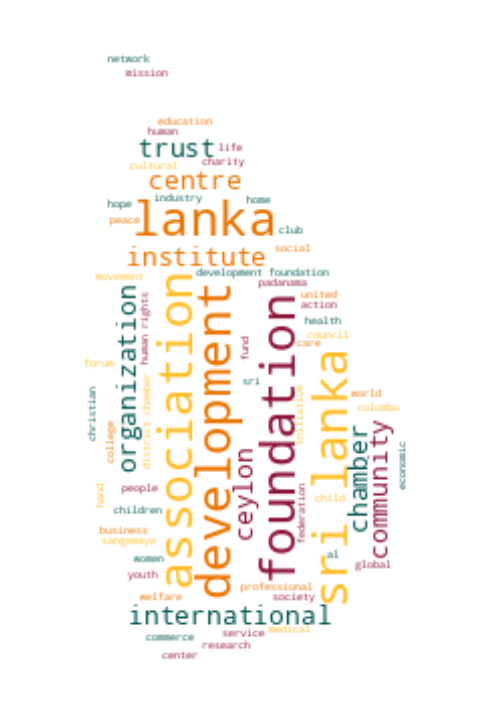 network
mission
education
human
trust
life
cultural
charity
centre
industry
home
hope
lanka
peace
club
institute
social
development foundation
movement
padanama
united
action
organization
association
development
foundation
human rights
health
council
care
fund
forum
sri
sri lanka
district chamber
initiative
world
colombo
christian
college
ceylon
chamber
community
economic
hand
people
federation
child
children
business
sangamaya
women
al
global
youth
professional
welfare
society
international
service
medical
commerce
research
center